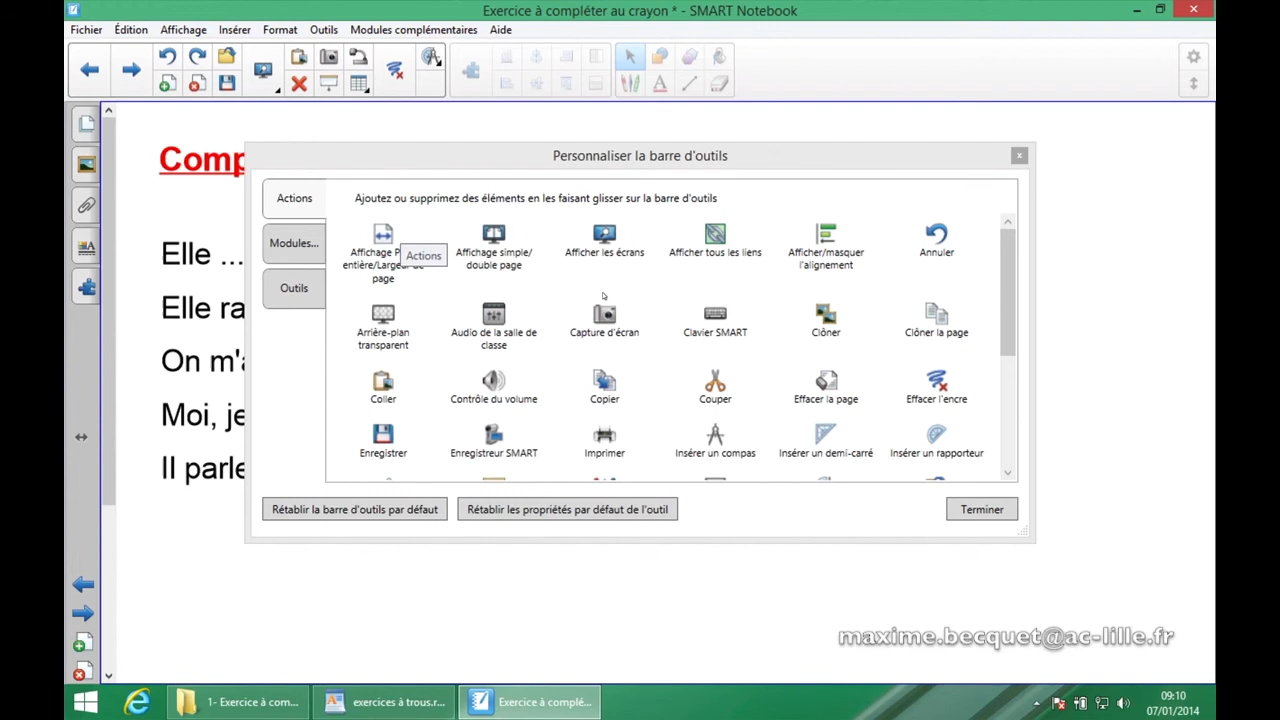 Exercice à compléter au crayon * - SMART Notebook
Fichier Édition Affichage Insérer Format Outils Modules complémentaires Aide
Personnaliser la barre d'outils
Actions
Modules...
Outils
Ajoutez ou supprimez des éléments en les faisant glisser sur la barre d'outils
Affichage P
entière/Largeur de
page
Actions
Affichage simple/
double page
Afficher les écrans
Afficher tous les liens
Afficher/masquer
l'alignement
Annuler
Arrière-plan
transparent
Audio de la salle de
classe
Capture d'écran
Clavier SMART
Clôner
Clôner la page
Coller
Contrôle du volume
Copier
Couper
Effacer la page
Effacer l'encre
Enregistrer
Enregistreur SMART
Imprimer
Insérer un compas
Insérer un demi-carré
Insérer un rapporteur
Rétablir la barre d'outils par défaut
Rétablir les propriétés par défaut de l'outil
Terminer
Comp
Elle ...
Elle ra
On m'a
Moi, je
Il parle
maxime.becquet@ac-lille.fr
1- Exercice à com...
exercices à trous.r...
Exercice à complé...
09:10
07/01/2014